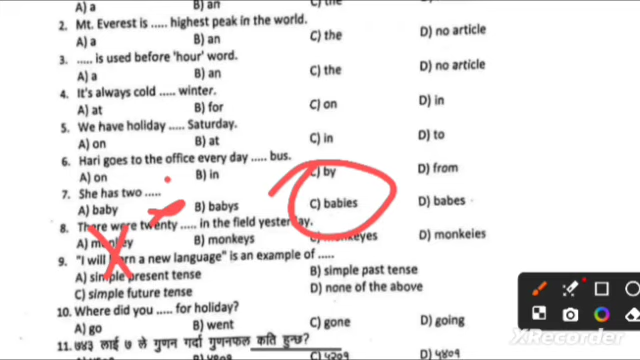 A) a B) an C) the
2. Mt. Everest is ..... highest peak in the world.
A) a B) an C) the D) no article
3. ..... is used before 'hour' word.
A) a B) an C) the D) no article
4. It's always cold ..... winter.
A) at B) for C) on D) in
5. We have holiday ..... Saturday.
A) on B) at C) in D) to
6. Hari goes to the office every day ..... bus.
A) on B) in C) by D) from
7. She has two .....
A) baby B) babys C) babies D) babes
8. There were twenty ..... in the field yesterday.
A) monkey B) monkeys C) monkeyes D) monkeies
9. "I will learn a new language" is an example of .....
A) simple present tense B) simple past tense
C) simple future tense D) none of the above
10. Where did you ..... for holiday?
A) go B) went C) gone D) going
11. ७४३ लाई ७ ले गुणन गर्दा गुणनफल कति हुन्छ?
C) ५२०१ D) ५४०१
XRecorder